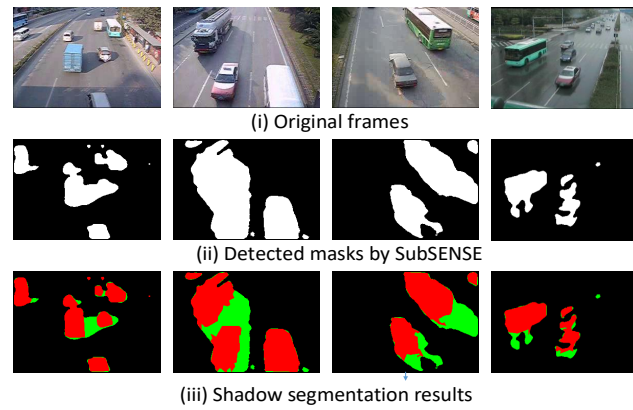 (i) Original frames
(ii) Detected masks by SubSENSE
(iii) Shadow segmentation results